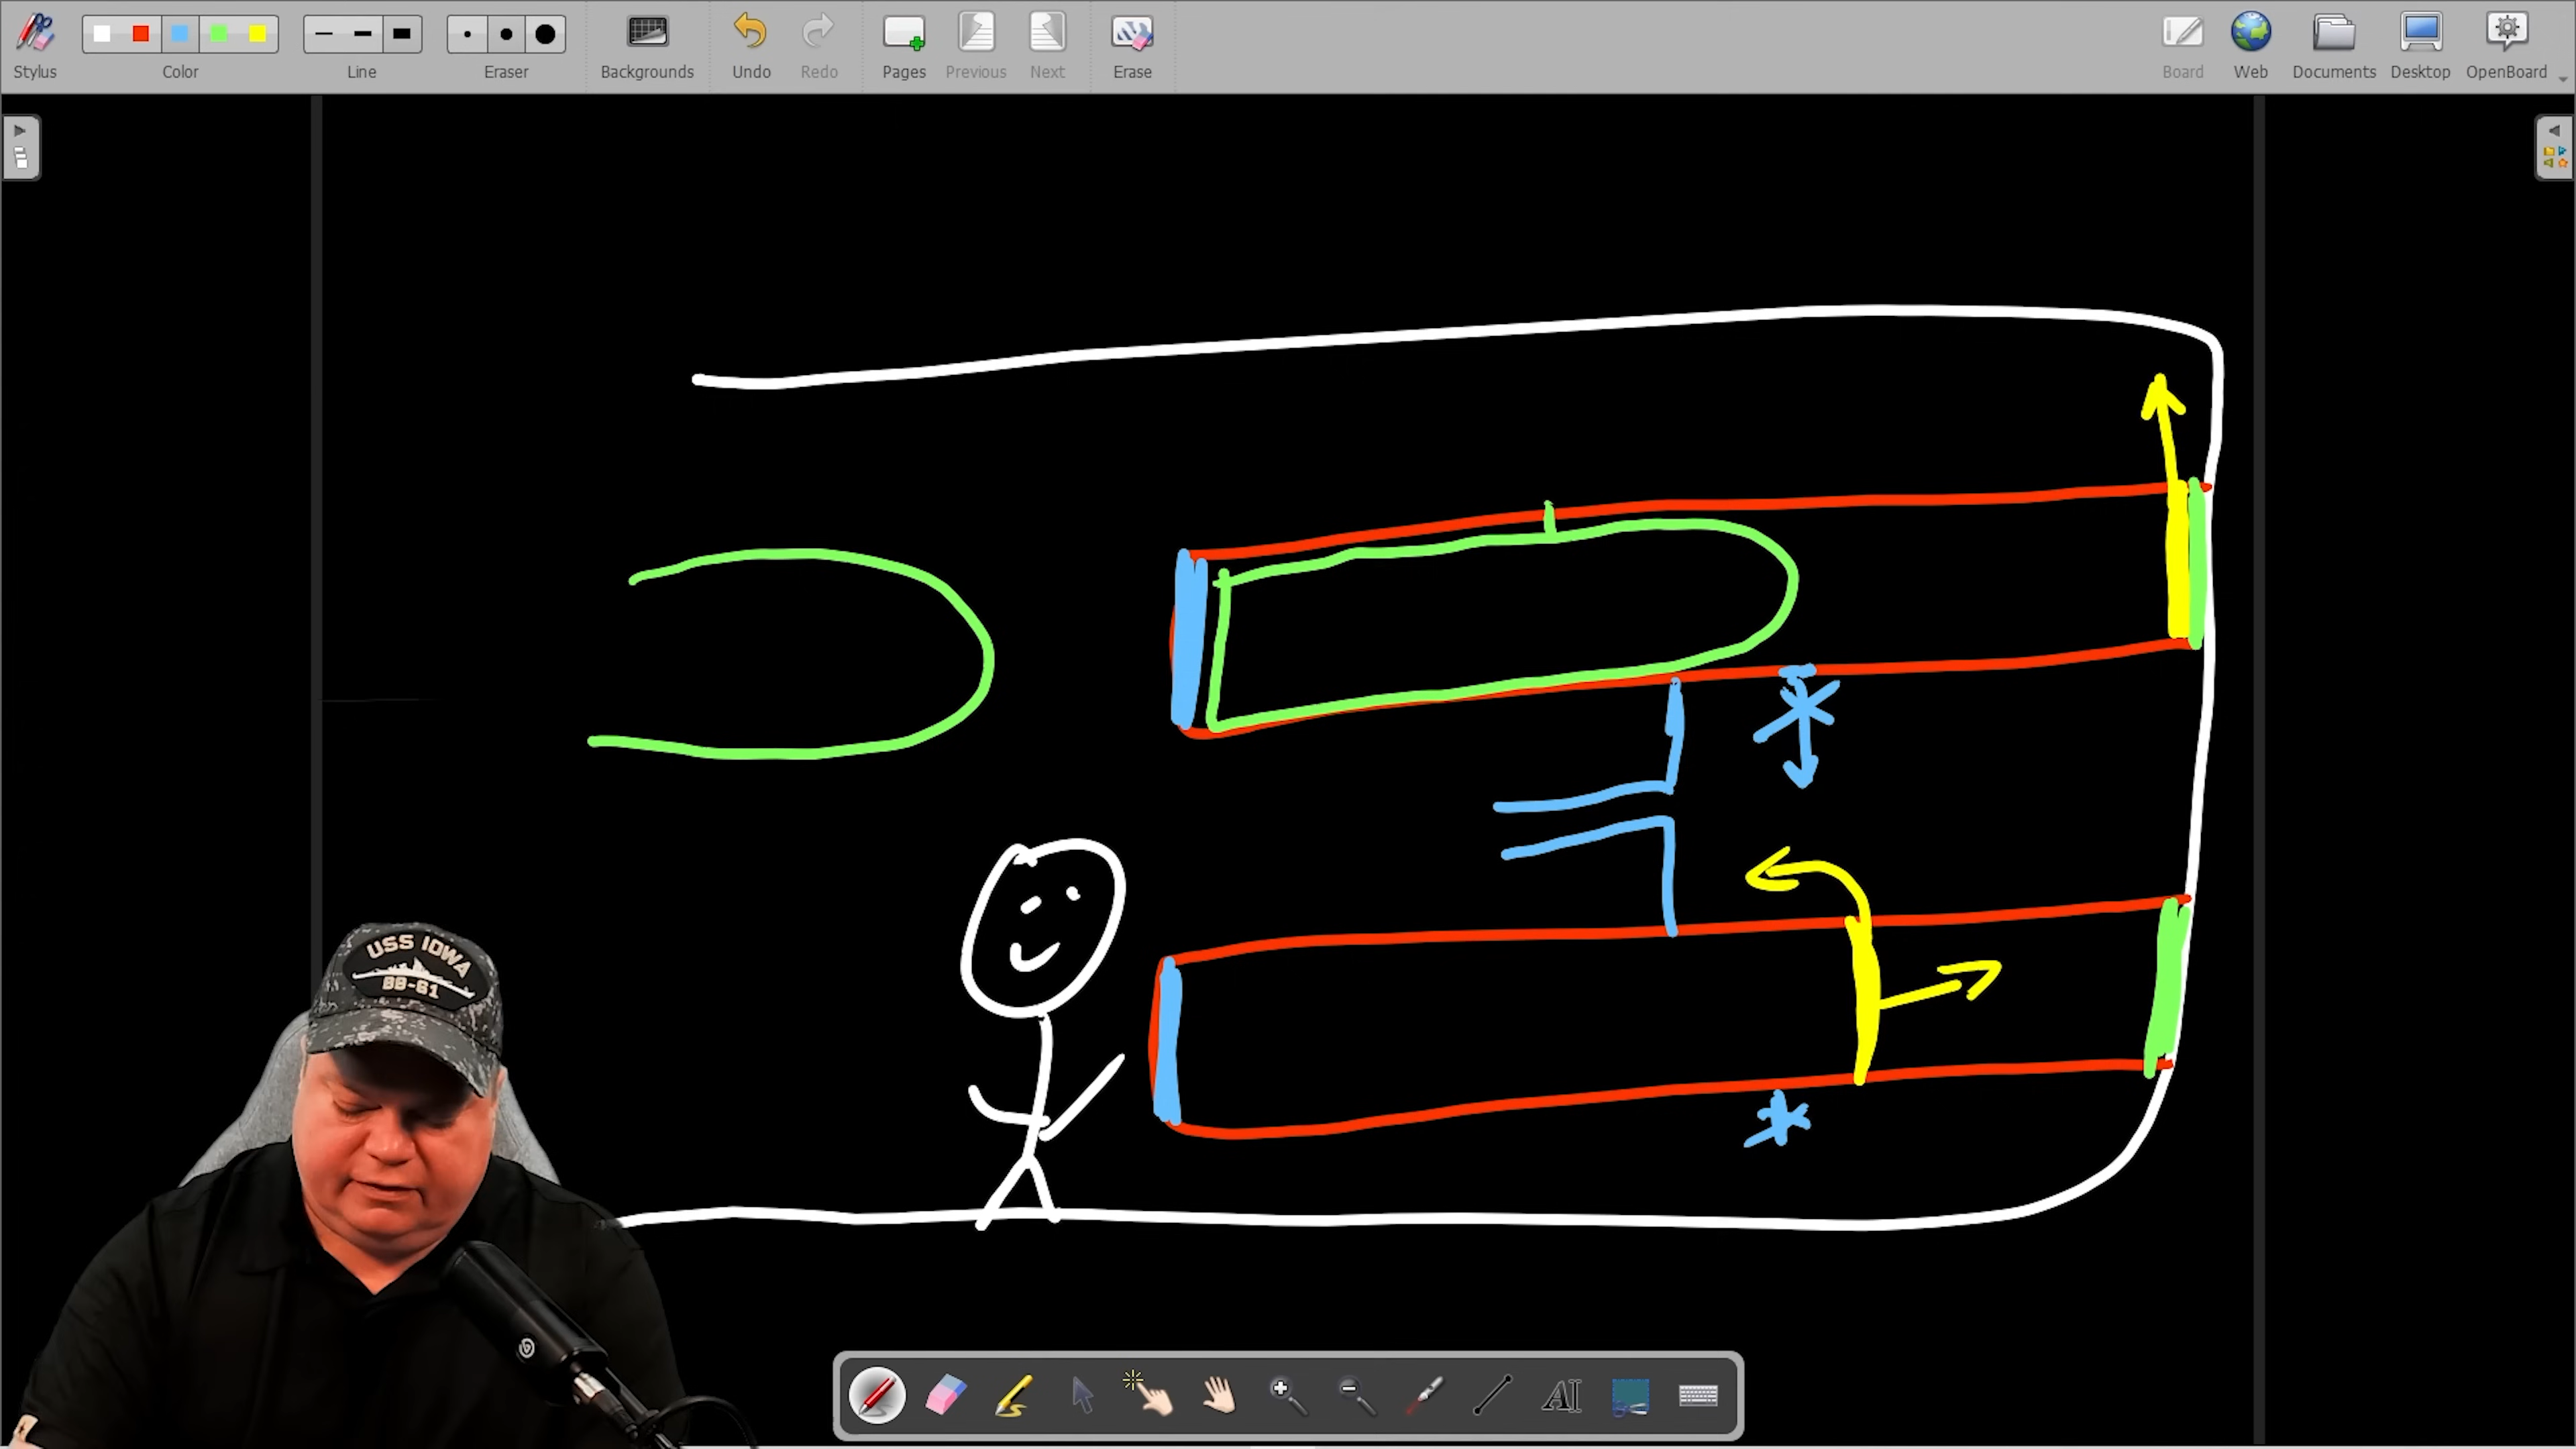 Stylus
Color
Line
Eraser
Backgrounds
Undo
Redo
Pages
Previous
Next
Erase
Board
Web
Documents
Desktop
OpenBoard
USS IOWA
BB-61
AI